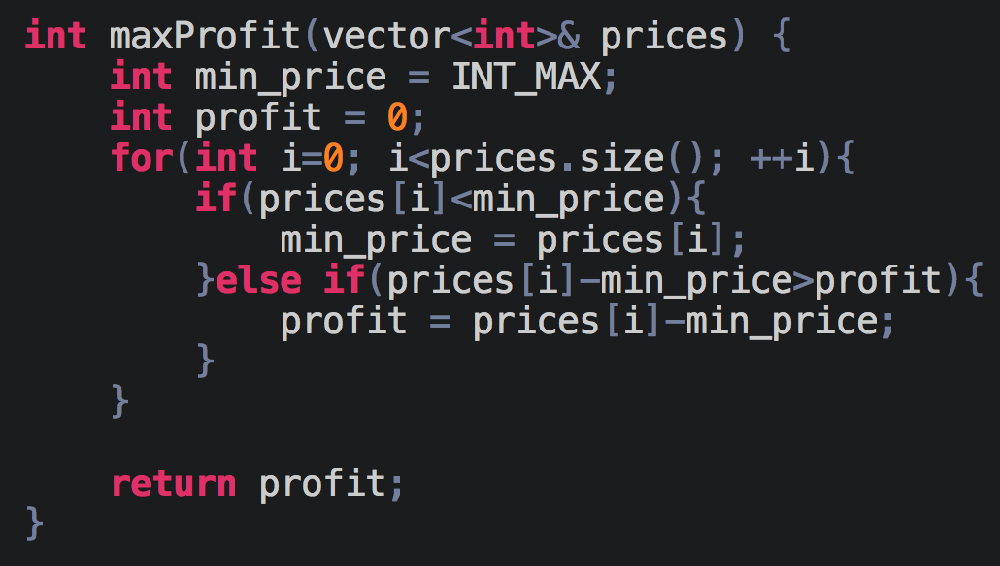 int maxProfit(vector<int>& prices) {
    int min_price = INT_MAX;
    int profit = 0;
    for(int i=0; i<prices.size(); ++i){
        if(prices[i]<min_price){
            min_price = prices[i];
        }else if(prices[i]-min_price>profit){
            profit = prices[i]-min_price;
        }
    }

    return profit;
}